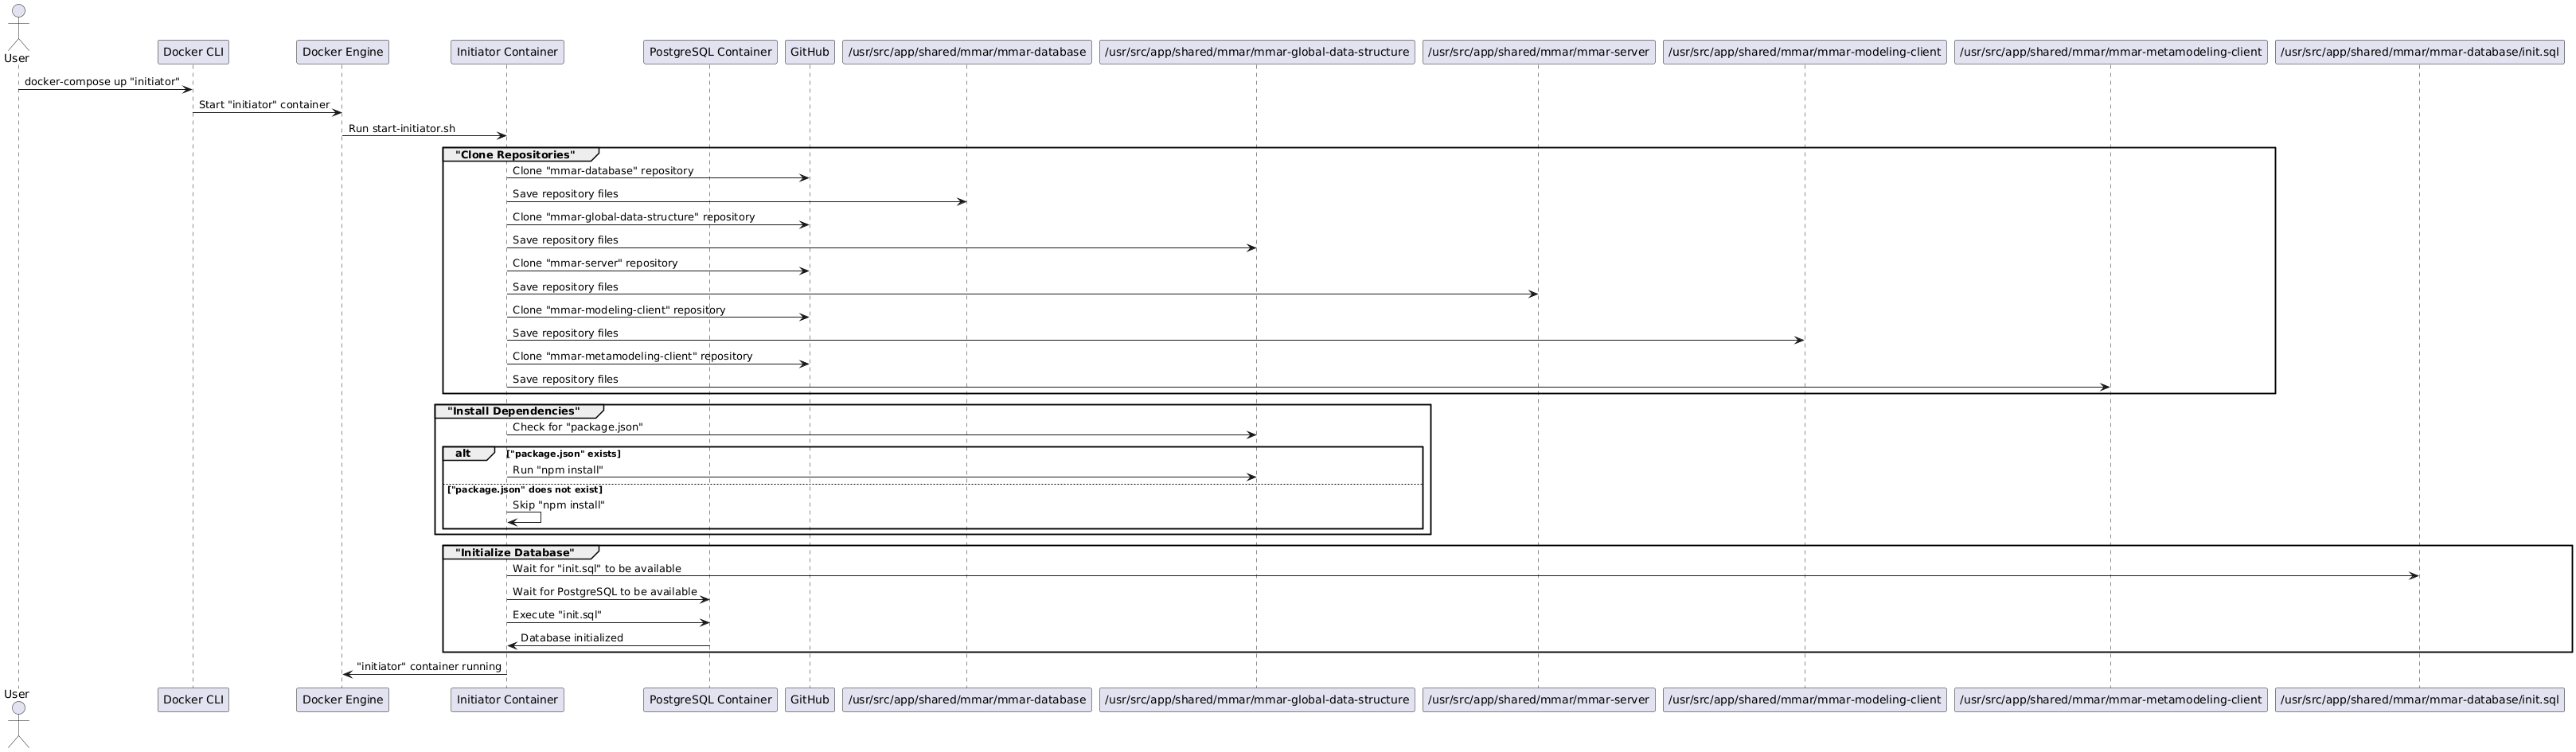 User
Docker CLI
Docker Engine
Initiator Container
PostgreSQL Container
GitHub
/usr/src/app/shared/mmar/mmar-database
/usr/src/app/shared/mmar/mmar-global-data-structure
/usr/src/app/shared/mmar/mmar-server
/usr/src/app/shared/mmar/mmar-modeling-client
/usr/src/app/shared/mmar/mmar-metamodeling-client
/usr/src/app/shared/mmar/mmar-database/init.sql
docker-compose up "initiator"
Start "initiator" container
Run start-initiator.sh
"Clone Repositories"
Clone "mmar-database" repository
Save repository files
Clone "mmar-global-data-structure" repository
Save repository files
Clone "mmar-server" repository
Save repository files
Clone "mmar-modeling-client" repository
Save repository files
Clone "mmar-metamodeling-client" repository
Save repository files
"Install Dependencies"
Check for "package.json"
alt
["package.json" exists]
Run "npm install"
["package.json" does not exist]
Skip "npm install"
"Initialize Database"
Wait for "init.sql" to be available
Wait for PostgreSQL to be available
Execute "init.sql"
Database initialized
"initiator" container running
User
Docker CLI
Docker Engine
Initiator Container
PostgreSQL Container
GitHub
/usr/src/app/shared/mmar/mmar-database
/usr/src/app/shared/mmar/mmar-global-data-structure
/usr/src/app/shared/mmar/mmar-server
/usr/src/app/shared/mmar/mmar-modeling-client
/usr/src/app/shared/mmar/mmar-metamodeling-client
/usr/src/app/shared/mmar/mmar-database/init.sql